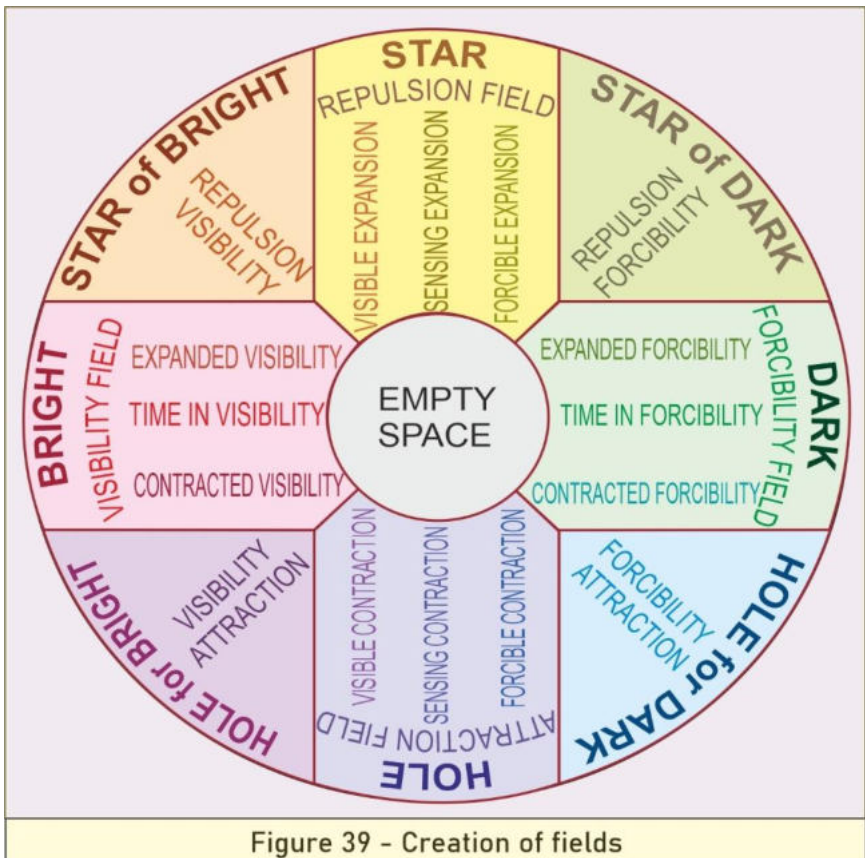 STAR
REPULSION FIELD
VISIBLE EXPANSION
SENSING EXPANSION
FORCIBLE EXPANSION
STAR of BRIGHT
REPULSION
VISIBILITY
STAR of DARK
REPULSION
FORCIBILITY
BRIGHT
VISIBILITY FIELD
EXPANDED VISIBILITY
TIME IN VISIBILITY
CONTRACTED VISIBILITY
EMPTY
SPACE
EXPANDED FORCIBILITY
TIME IN FORCIBILITY
CONTRACTED FORCIBILITY
FORCIBILITY FIELD
DARK
HOLE for BRIGHT
VISIBILITY
ATTRACTION
VISIBLE CONTRACTION
SENSING CONTRACTION
FORCIBLE CONTRACTION
ATTRACTION FIELD
HOLE
FORCIBILITY
ATTRACTION
HOLE for DARK
Figure 39 - Creation of fields